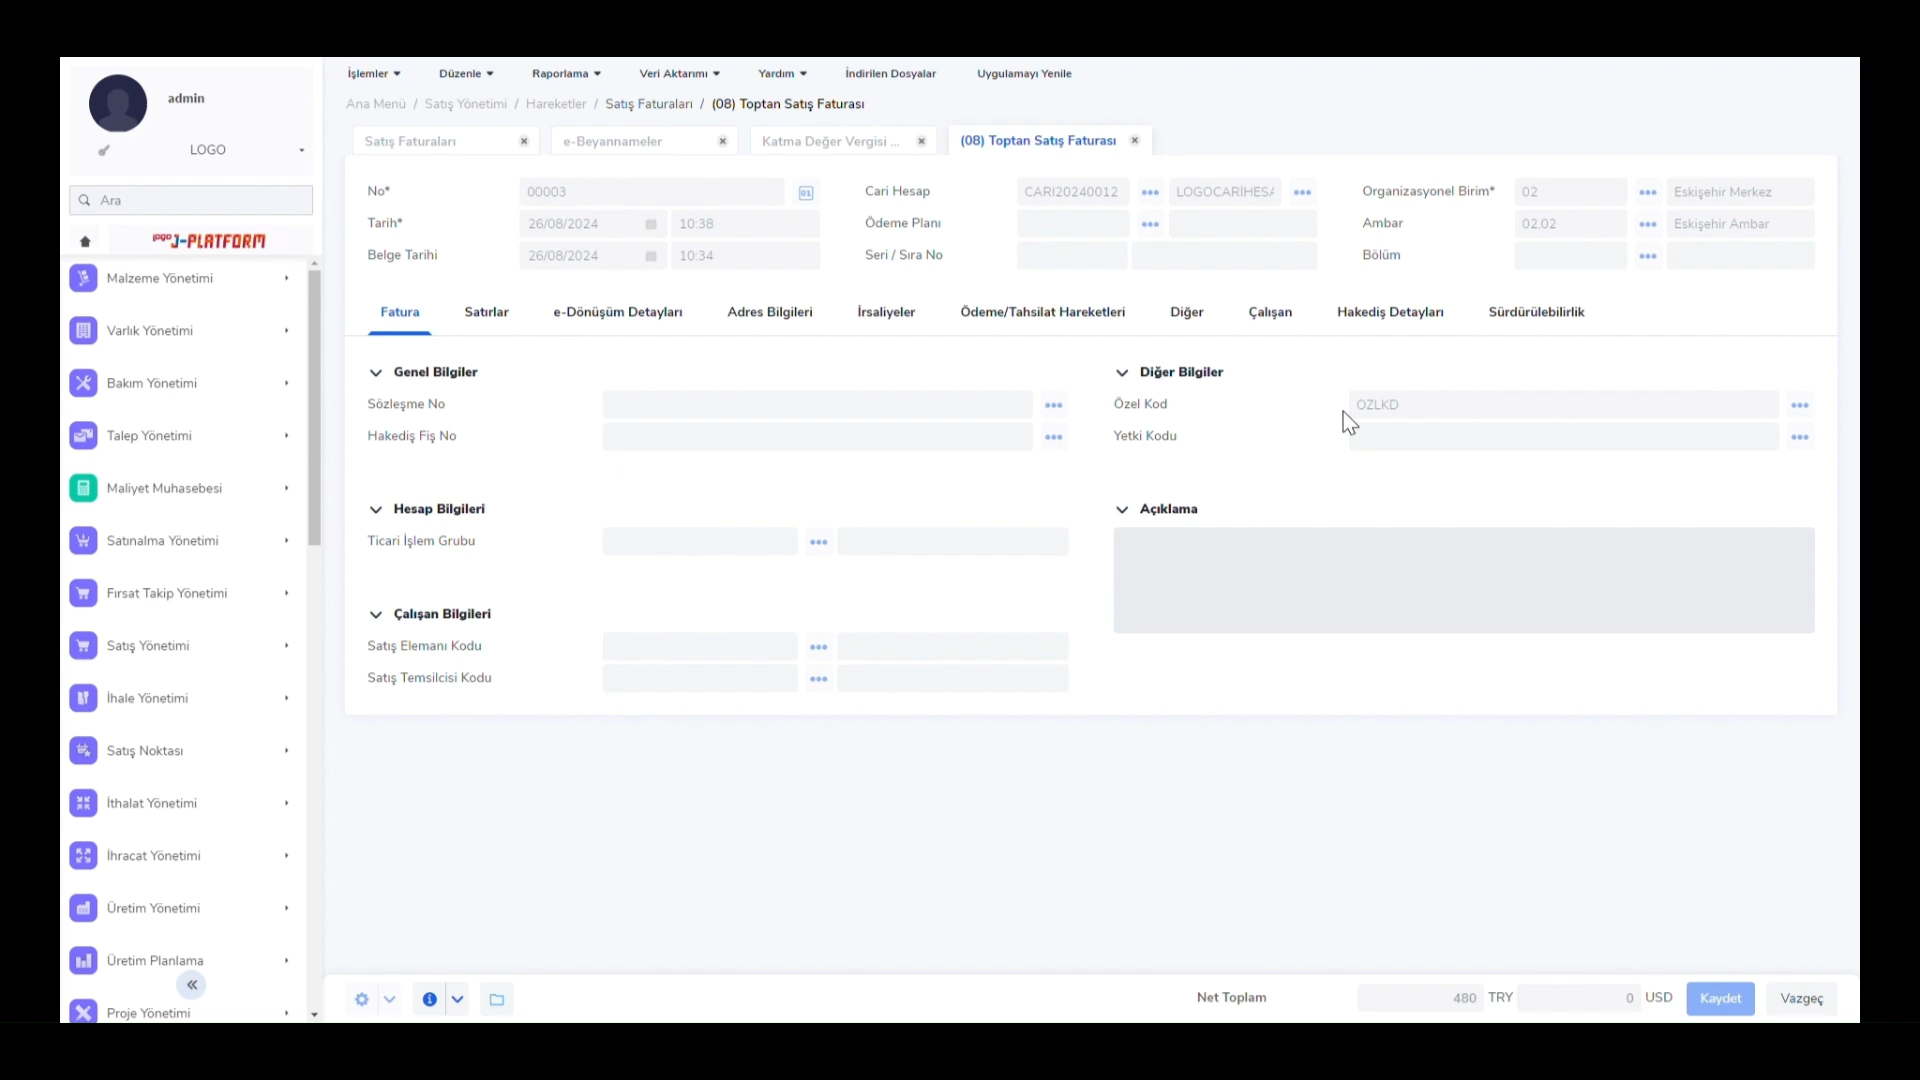 admin
LOGO
Ara
logo J-PLATFORM
Malzeme Yönetimi
Varlık Yönetimi
Bakım Yönetimi
Talep Yönetimi
Maliyet Muhasebesi
Satınalma Yönetimi
Fırsat Takip Yönetimi
Satış Yönetimi
İhale Yönetimi
Satış Noktası
İthalat Yönetimi
İhracat Yönetimi
Üretim Yönetimi
Üretim Planlama
Proje Yönetimi
İşlemler Düzenle Raporlama Veri Aktarımı Yardım İndirilen Dosyalar Uygulamayı Yenile
Ana Menü / Satış Yönetimi / Hareketler / Satış Faturaları / (08) Toptan Satış Faturası
Satış Faturaları e-Beyannameler Katma Değer Vergisi ... (08) Toptan Satış Faturası
No* 00003 01 Cari Hesap CARI20240012 LOGOCARİHESA Organizasyonel Birim* 02 Eskişehir Merkez
Tarih* 26/08/2024 10:38 Ödeme Planı Ambar 02.02 Eskişehir Ambar
Belge Tarihi 26/08/2024 10:34 Seri / Sıra No Bölüm
Fatura Satırlar e-Dönüşüm Detayları Adres Bilgileri İrsaliyeler Ödeme/Tahsilat Hareketleri Diğer Çalışan Hakediş Detayları Sürdürülebilirlik
Genel Bilgiler Diğer Bilgiler
Sözleşme No Özel Kod OZLKD
Hakediş Fiş No Yetki Kodu
Hesap Bilgileri Açıklama
Ticari İşlem Grubu
Çalışan Bilgileri
Satış Elemanı Kodu
Satış Temsilcisi Kodu
Net Toplam 480 TRY 0 USD Kaydet Vazgeç